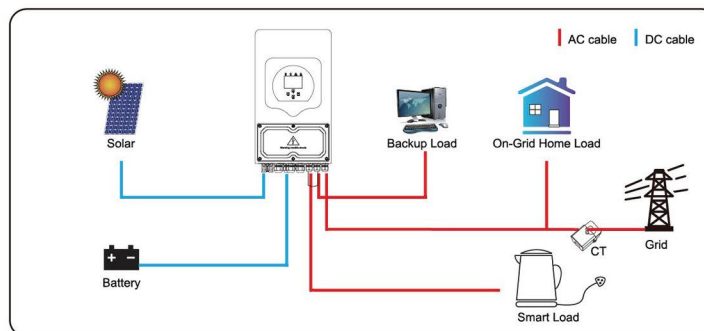 AC cable
DC cable
Solar
Backup Load
On-Grid Home Load
CT
Grid
Battery
Smart Load